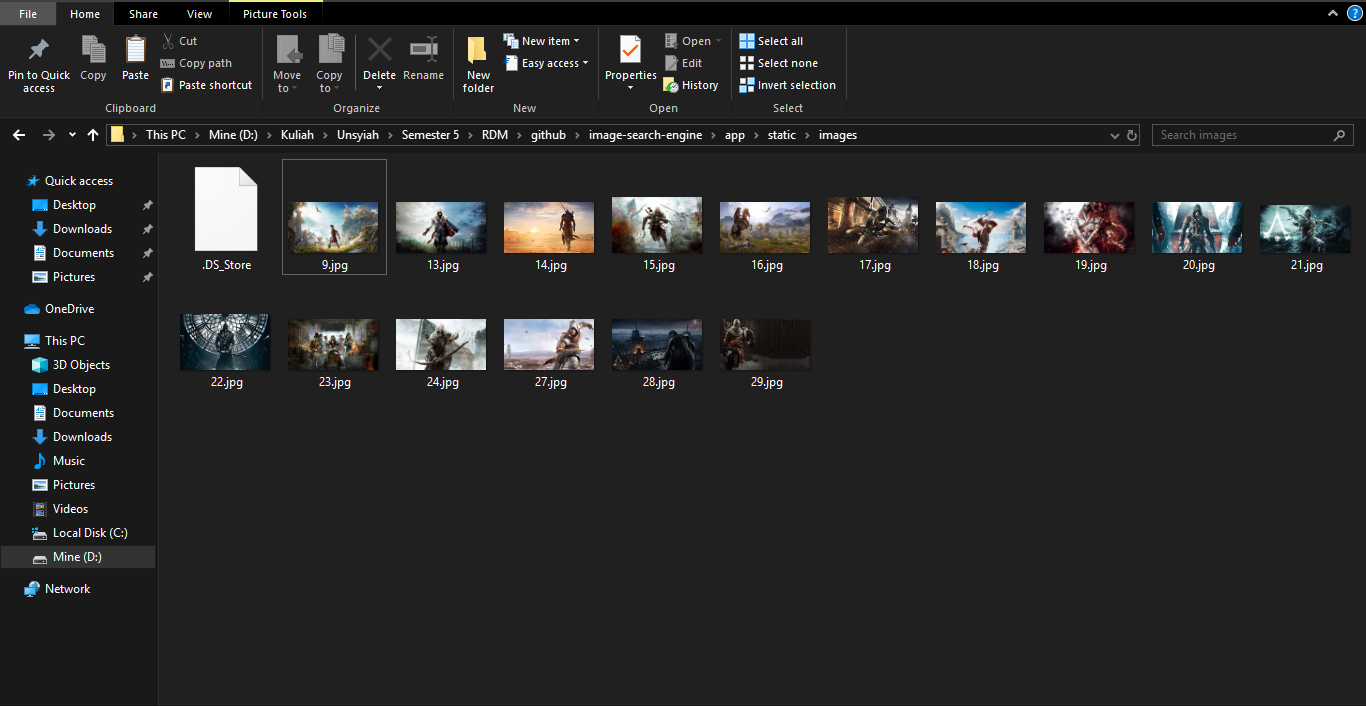 File Home Share View Picture Tools
Pin to Quick access
Copy
Paste
Cut
Copy path
Paste shortcut
Clipboard
Move to
Copy to
Delete
Rename
Organize
New folder
New item
Easy access
New
Properties
Open
Edit
History
Open
Select all
Select none
Invert selection
Select
This PC > Mine (D:) > Kuliah > Unsyiah > Semester 5 > RDM > github > image-search-engine > app > static > images
Search images
Quick access
Desktop
Downloads
Documents
Pictures
OneDrive
This PC
3D Objects
Desktop
Documents
Downloads
Music
Pictures
Videos
Local Disk (C:)
Mine (D:)
Network
.DS_Store 9.jpg 13.jpg 14.jpg 15.jpg 16.jpg 17.jpg 18.jpg 19.jpg 20.jpg 21.jpg
22.jpg 23.jpg 24.jpg 27.jpg 28.jpg 29.jpg